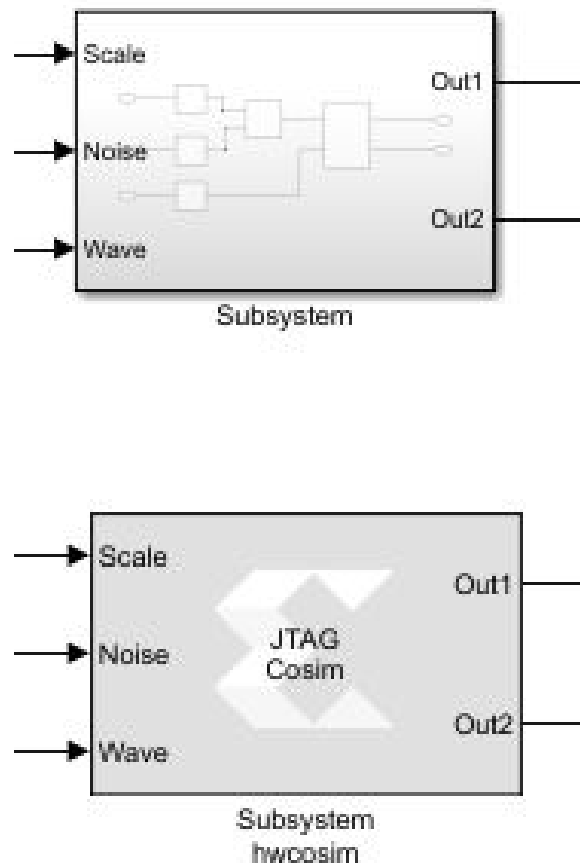 Scale
Out1
Noise
Out2
Wave
Subsystem
Scale
Out1
JTAG
Noise
Cosim
Out2
Wave
Subsystem
hwcosim